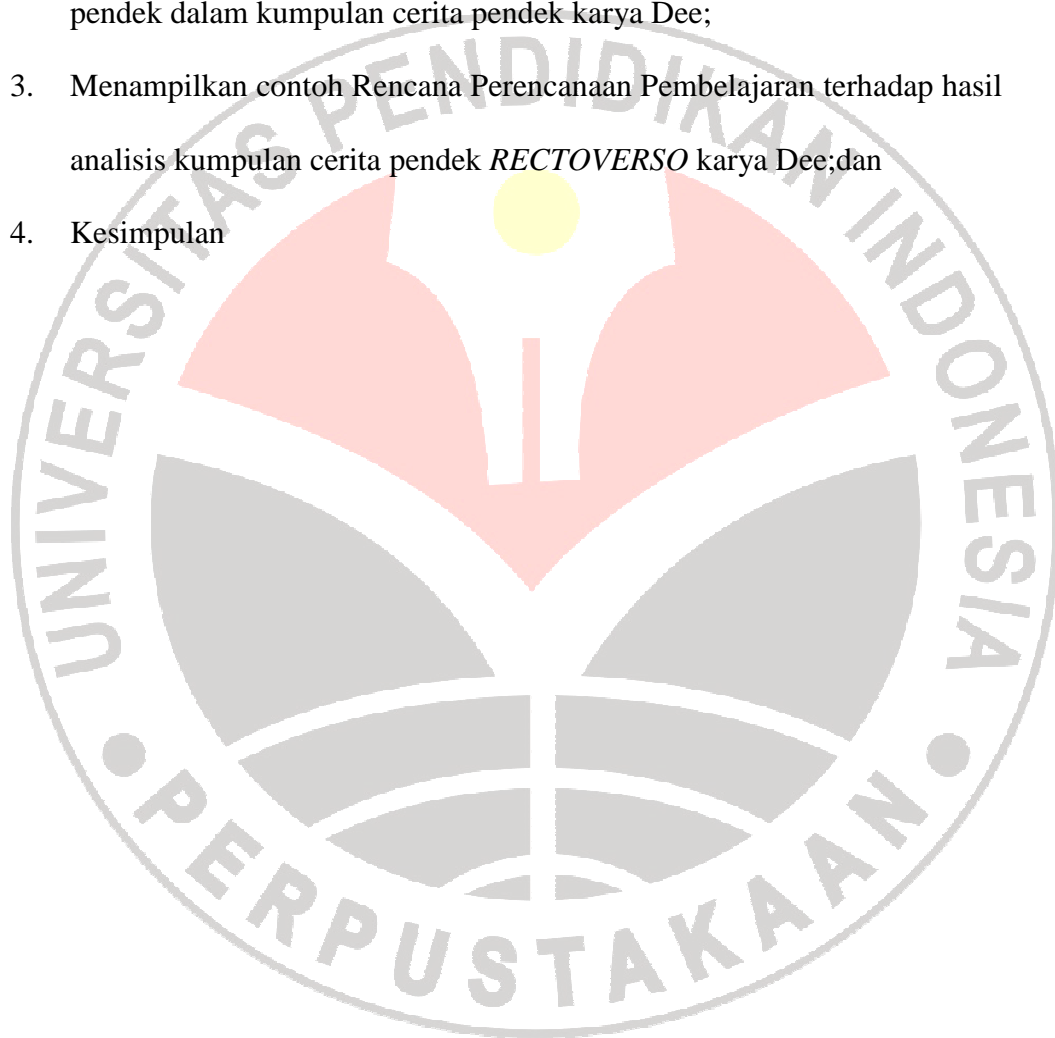 pendek dalam kumpulan cerita pendek karya Dee;
3. Menampilkan contoh Rencana Perencanaan Pembelajaran terhadap hasil
analisis kumpulan cerita pendek RECTOVERSO karya Dee;dan
4. Kesimpulan
UNIVERSITAS PENDIDIKAN INDONESIA
PERPUSTAKAAN